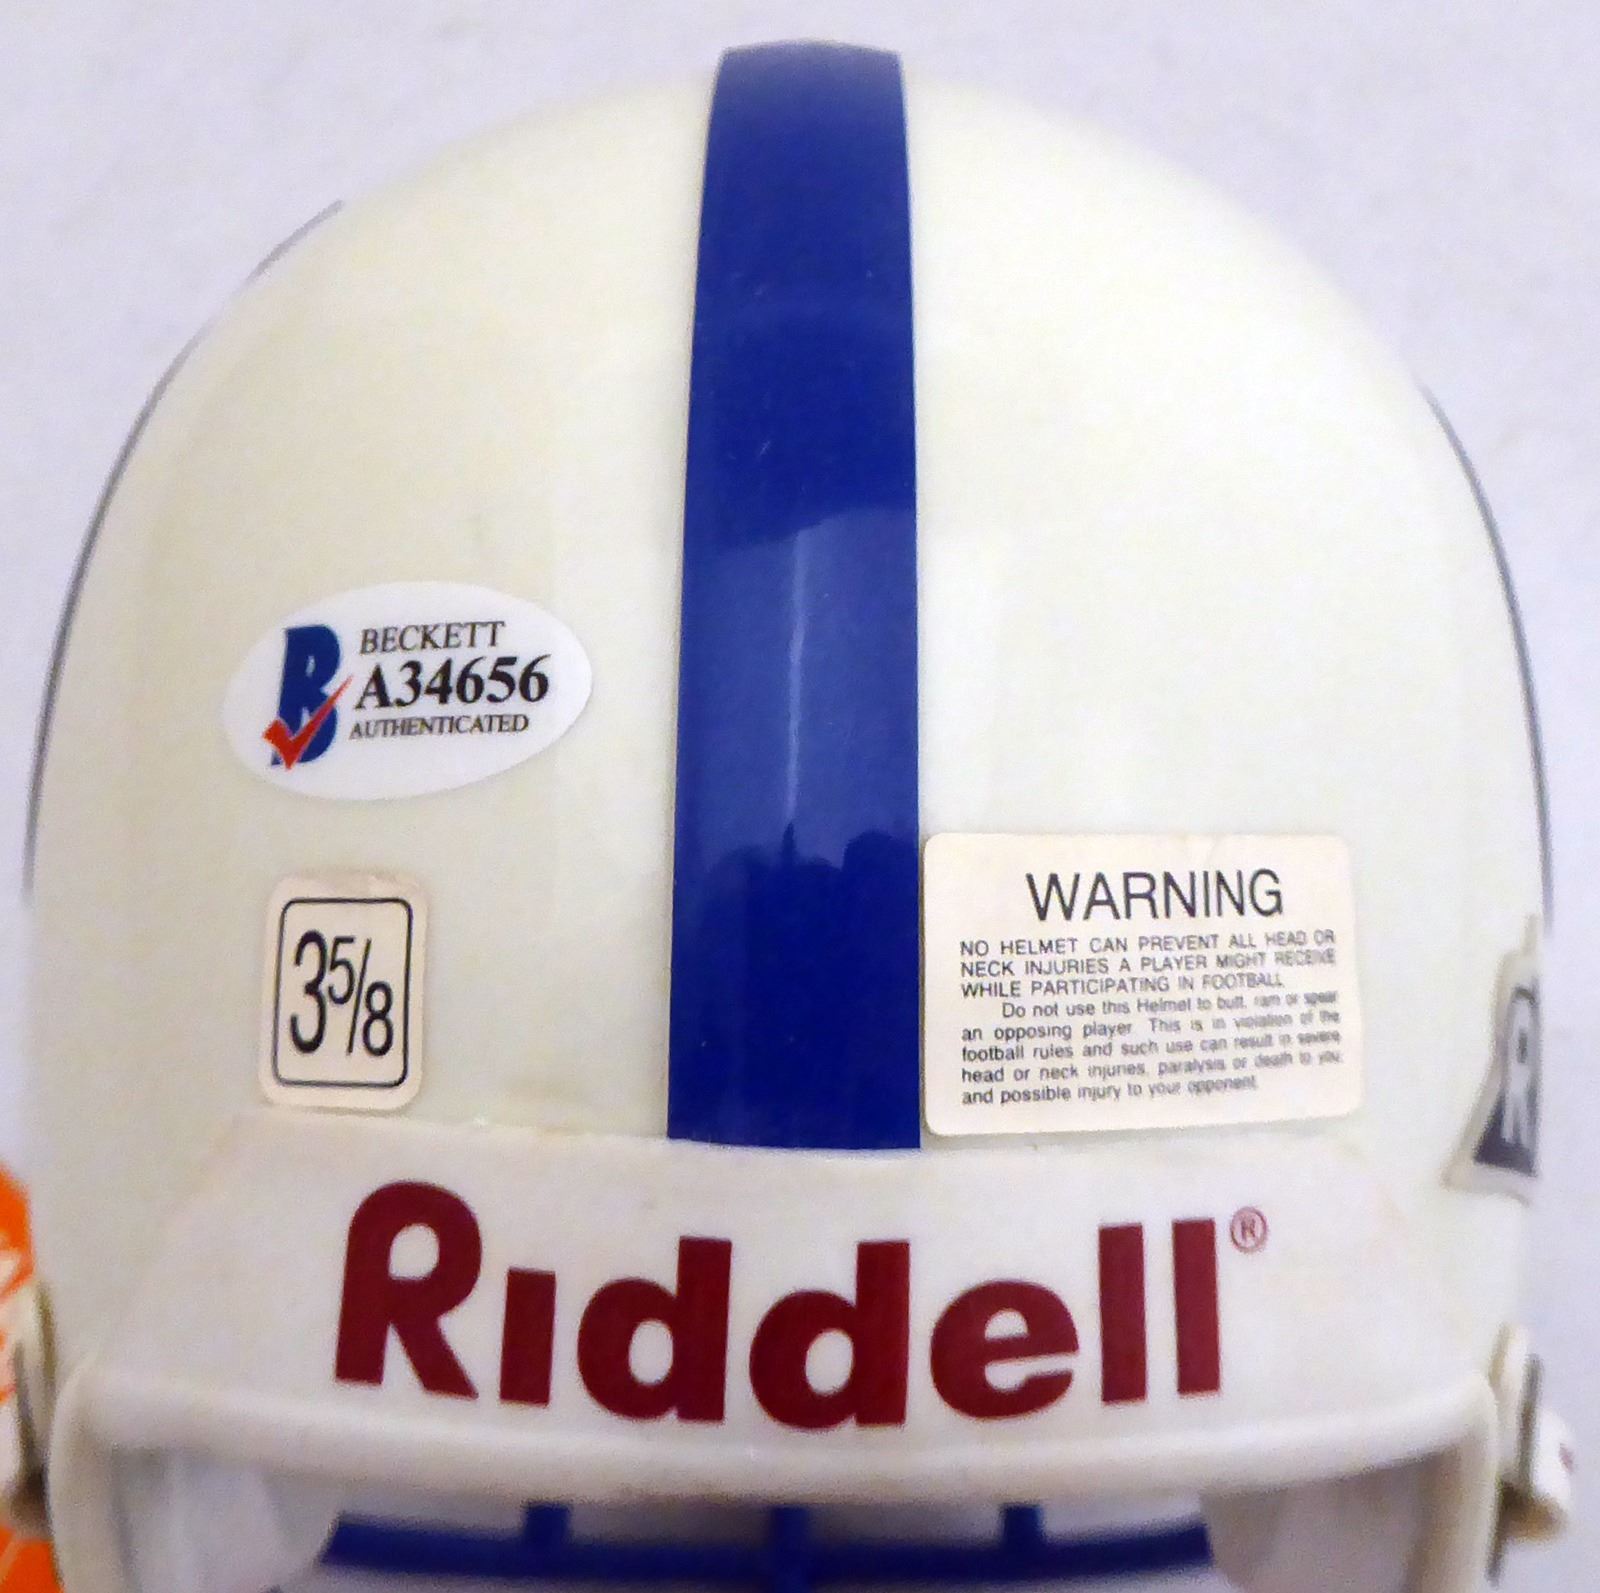 BECKETT
A34656
AUTHENTICATED
3 5/8
WARNING
NO HELMET CAN PREVENT ALL HEAD OR
NECK INJURIES A PLAYER MIGHT RECEIVE
WHILE PARTICIPATING IN FOOTBALL
Do not use this Helmet to butt, ram or spear
an opposing player. This is in violation of the
football rules and such use can result in severe
head or neck injuries, paralysis or death to you
and possible injury to your opponent.
Riddell®